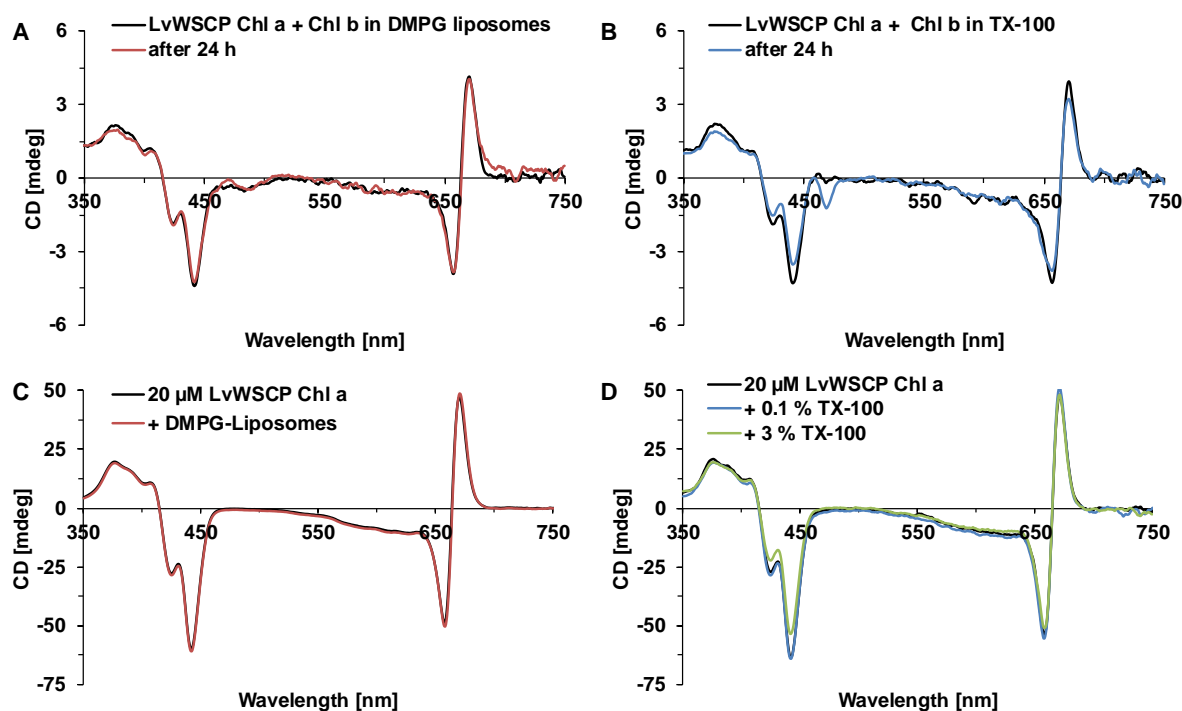 A
LvWSCP Chl a + Chl b in DMPG liposomes
after 24 h
6
3
0
-3
-6
350
450
550
650
750
CD [mdeg]
Wavelength [nm]
B
LvWSCP Chl a + Chl b in TX-100
after 24 h
6
3
0
-3
-6
350
450
550
650
750
CD [mdeg]
Wavelength [nm]
C
20 µM LvWSCP Chl a
+ DMPG-Liposomes
50
25
0
-25
-50
-75
350
450
550
650
750
CD [mdeg]
Wavelength [nm]
D
20 µM LvWSCP Chl a
+ 0.1 % TX-100
+ 3 % TX-100
50
25
0
-25
-50
-75
350
450
550
650
750
CD [mdeg]
Wavelength [nm]